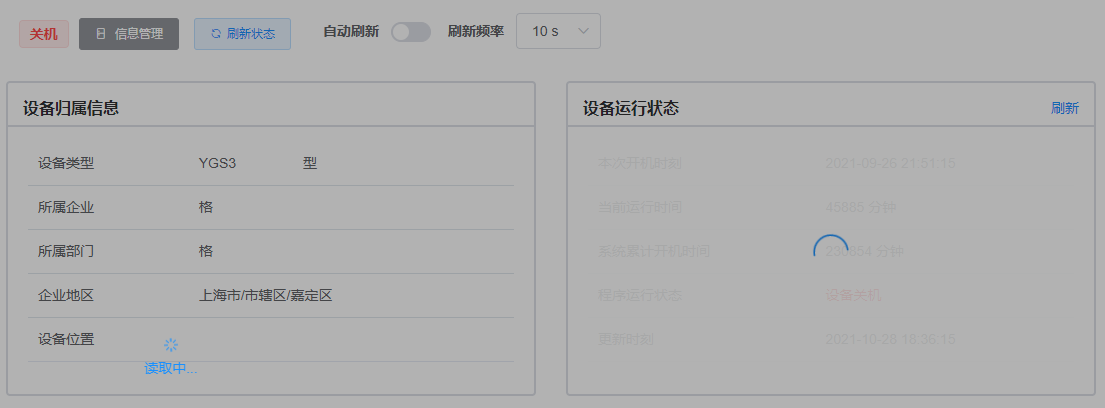 关机 信息管理 刷新状态 自动刷新 刷新频率 10 s
设备归属信息
设备类型 YGS3 型
所属企业 格
所属部门 格
企业地区 上海市/市辖区/嘉定区
设备位置
读取中...
设备运行状态 刷新
本次开机时刻 2021-09-26 21:51:15
当前运行时间 45885 分钟
系统累计开机时间 分钟
程序运行状态 设备关机
更新时刻 2021-10-28 18:36:15